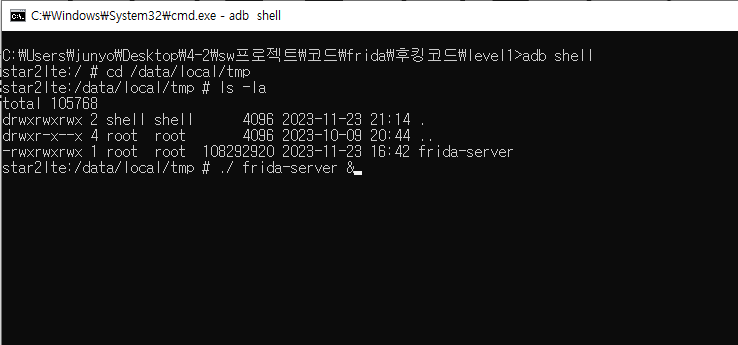 C:₩Windows₩System32₩cmd.exe - adb  shell
C:₩Users₩junyo₩Desktop₩4-2₩sw프로젝트₩코드₩frida₩후킹코드₩level1>adb shell
star2lte:/ # cd /data/local/tmp
star2lte:/data/local/tmp # ls -la
total 105768
drwxrwxrwx 2 shell shell      4096 2023-11-23 21:14 .
drwxr-x--x 4 root  root       4096 2023-10-09 20:44 ..
-rwxrwxrwx 1 root  root  108292920 2023-11-23 16:42 frida-server
star2lte:/data/local/tmp # ./ frida-server &